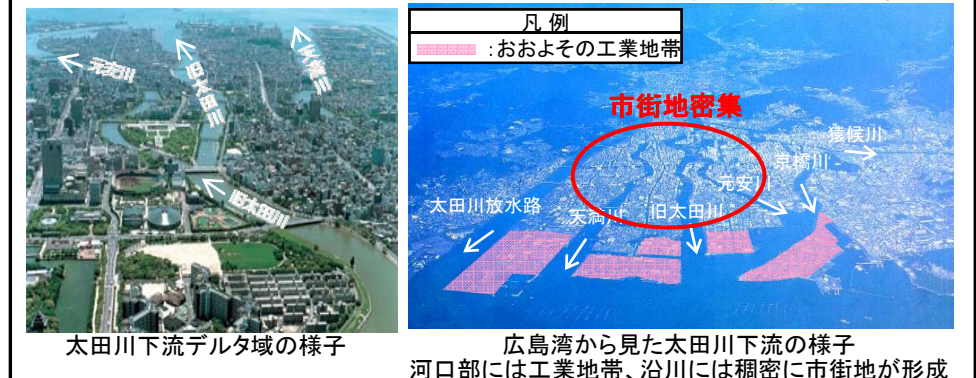 元安川
旧太田川
天満川
旧太田川
太田川下流デルタ域の様子
凡例
：おおよその工業地帯
市街地密集
猿候川
京橋川
元安川
太田川放水路
天満川
旧太田川
広島湾から見た太田川下流の様子
河口部には工業地帯、沿川には稠密に市街地が形成